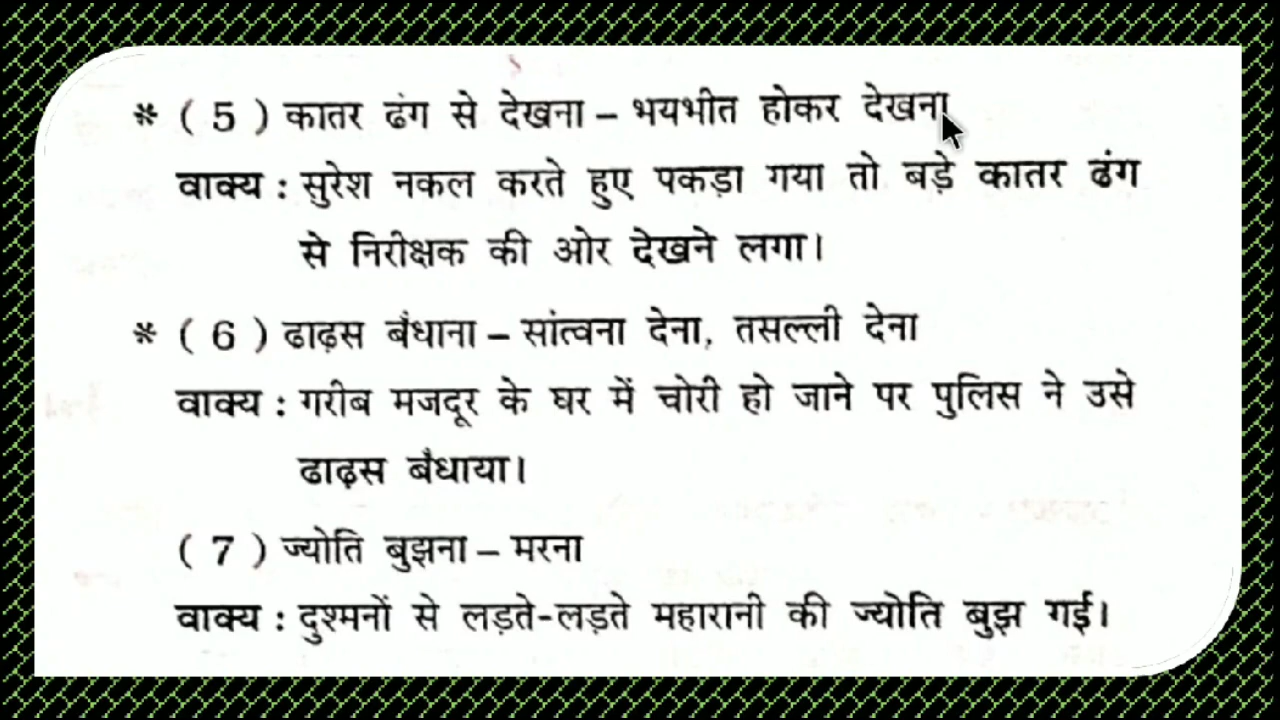 * ( 5 ) कातर ढंग से देखना – भयभीत होकर देखना
वाक्य : सुरेश नकल करते हुए पकड़ा गया तो बड़े कातर ढंग
से निरीक्षक की ओर देखने लगा।
* ( 6 ) ढाढ़स बँधाना – सांत्वना देना, तसल्ली देना
वाक्य : गरीब मजदूर के घर में चोरी हो जाने पर पुलिस ने उसे
ढाढ़स बँधाया।
( 7 ) ज्योति बुझना – मरना
वाक्य : दुश्मनों से लड़ते-लड़ते महारानी की ज्योति बुझ गई।